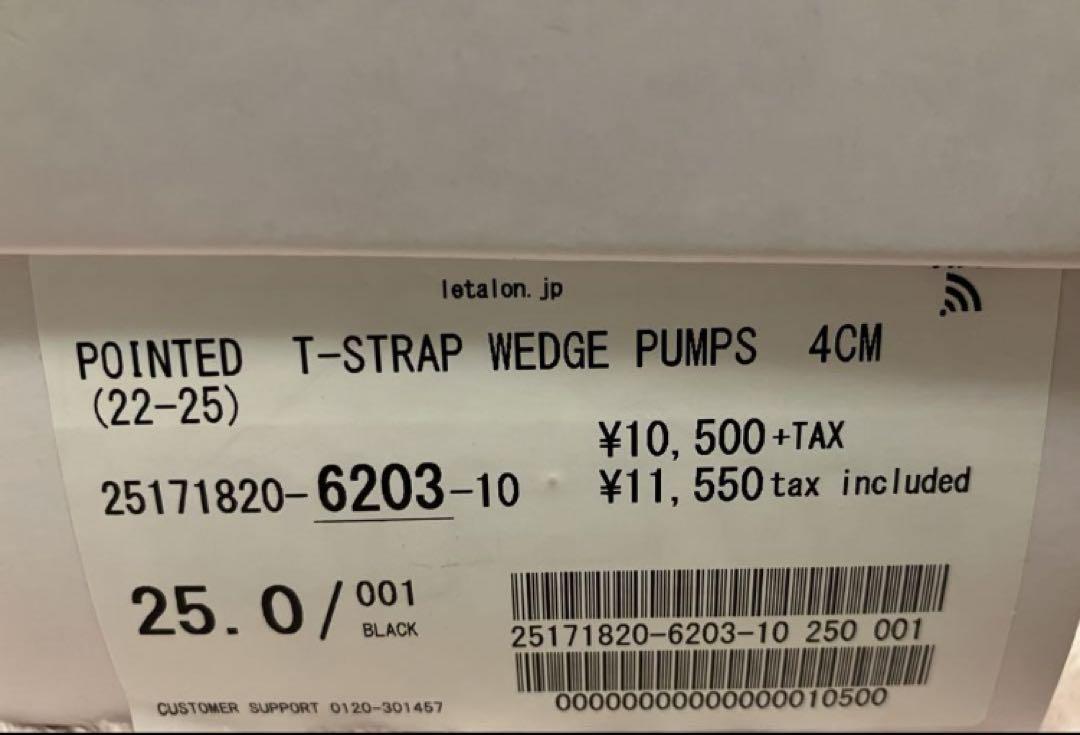 letalon.jp
POINTED T-STRAP WEDGE PUMPS 4CM
(22-25)
¥10,500+TAX
25171820-6203-10
¥11,550 tax included
25.0/001
BLACK
25171820-6203-10 250 001
00000000000000010500
CUSTOMER SUPPORT 0120-301457